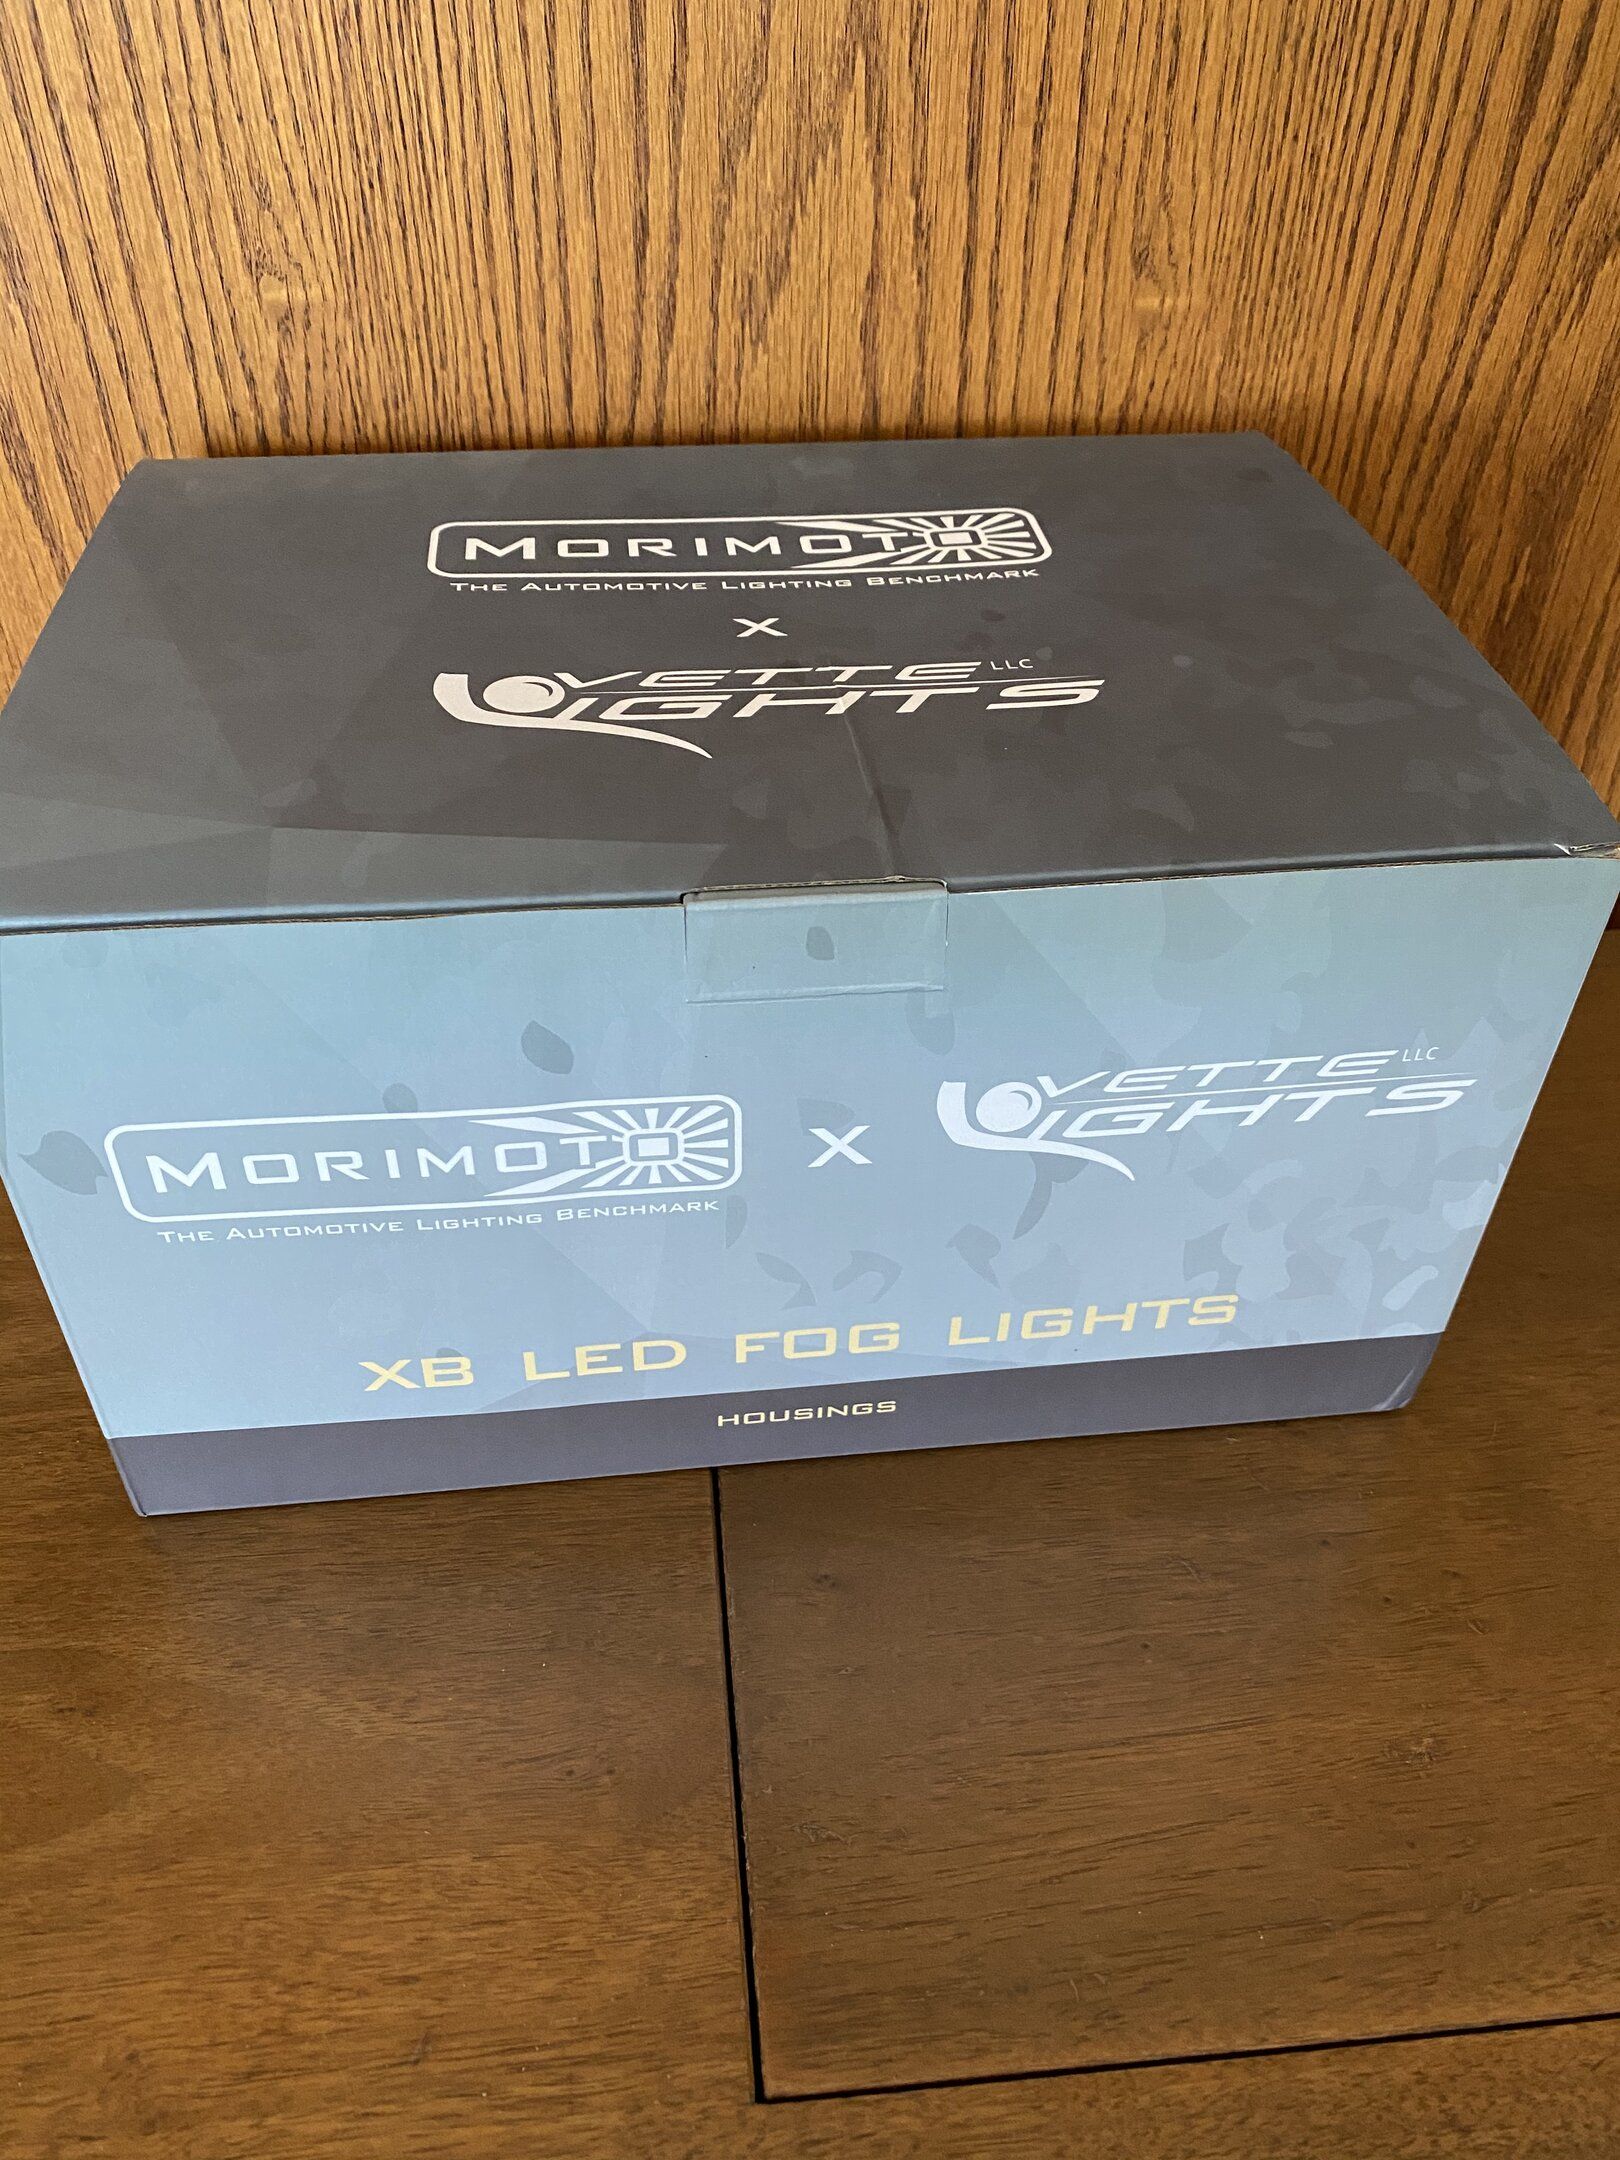 MORIMOTO
THE AUTOMOTIVE LIGHTING BENCHMARK
X
VETTE LLC
LIGHTS
MORIMOTO
THE AUTOMOTIVE LIGHTING BENCHMARK
X
VETTE LLC
LIGHTS
XB LED FOG LIGHTS
HOUSINGS